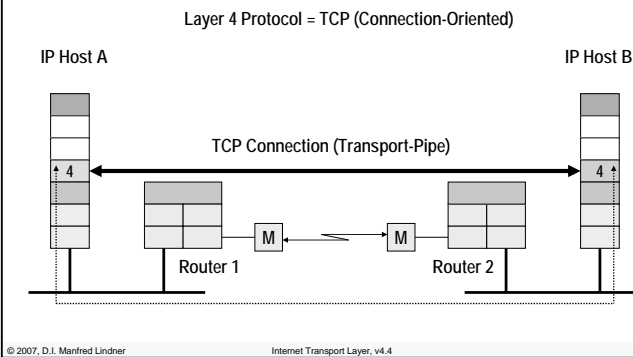 Layer 4 Protocol = TCP (Connection-Oriented)
IP Host A
IP Host B
TCP Connection (Transport-Pipe)
4
4
M
M
Router 1
Router 2
© 2007, D.I. Manfred Lindner
Internet Transport Layer, v4.4